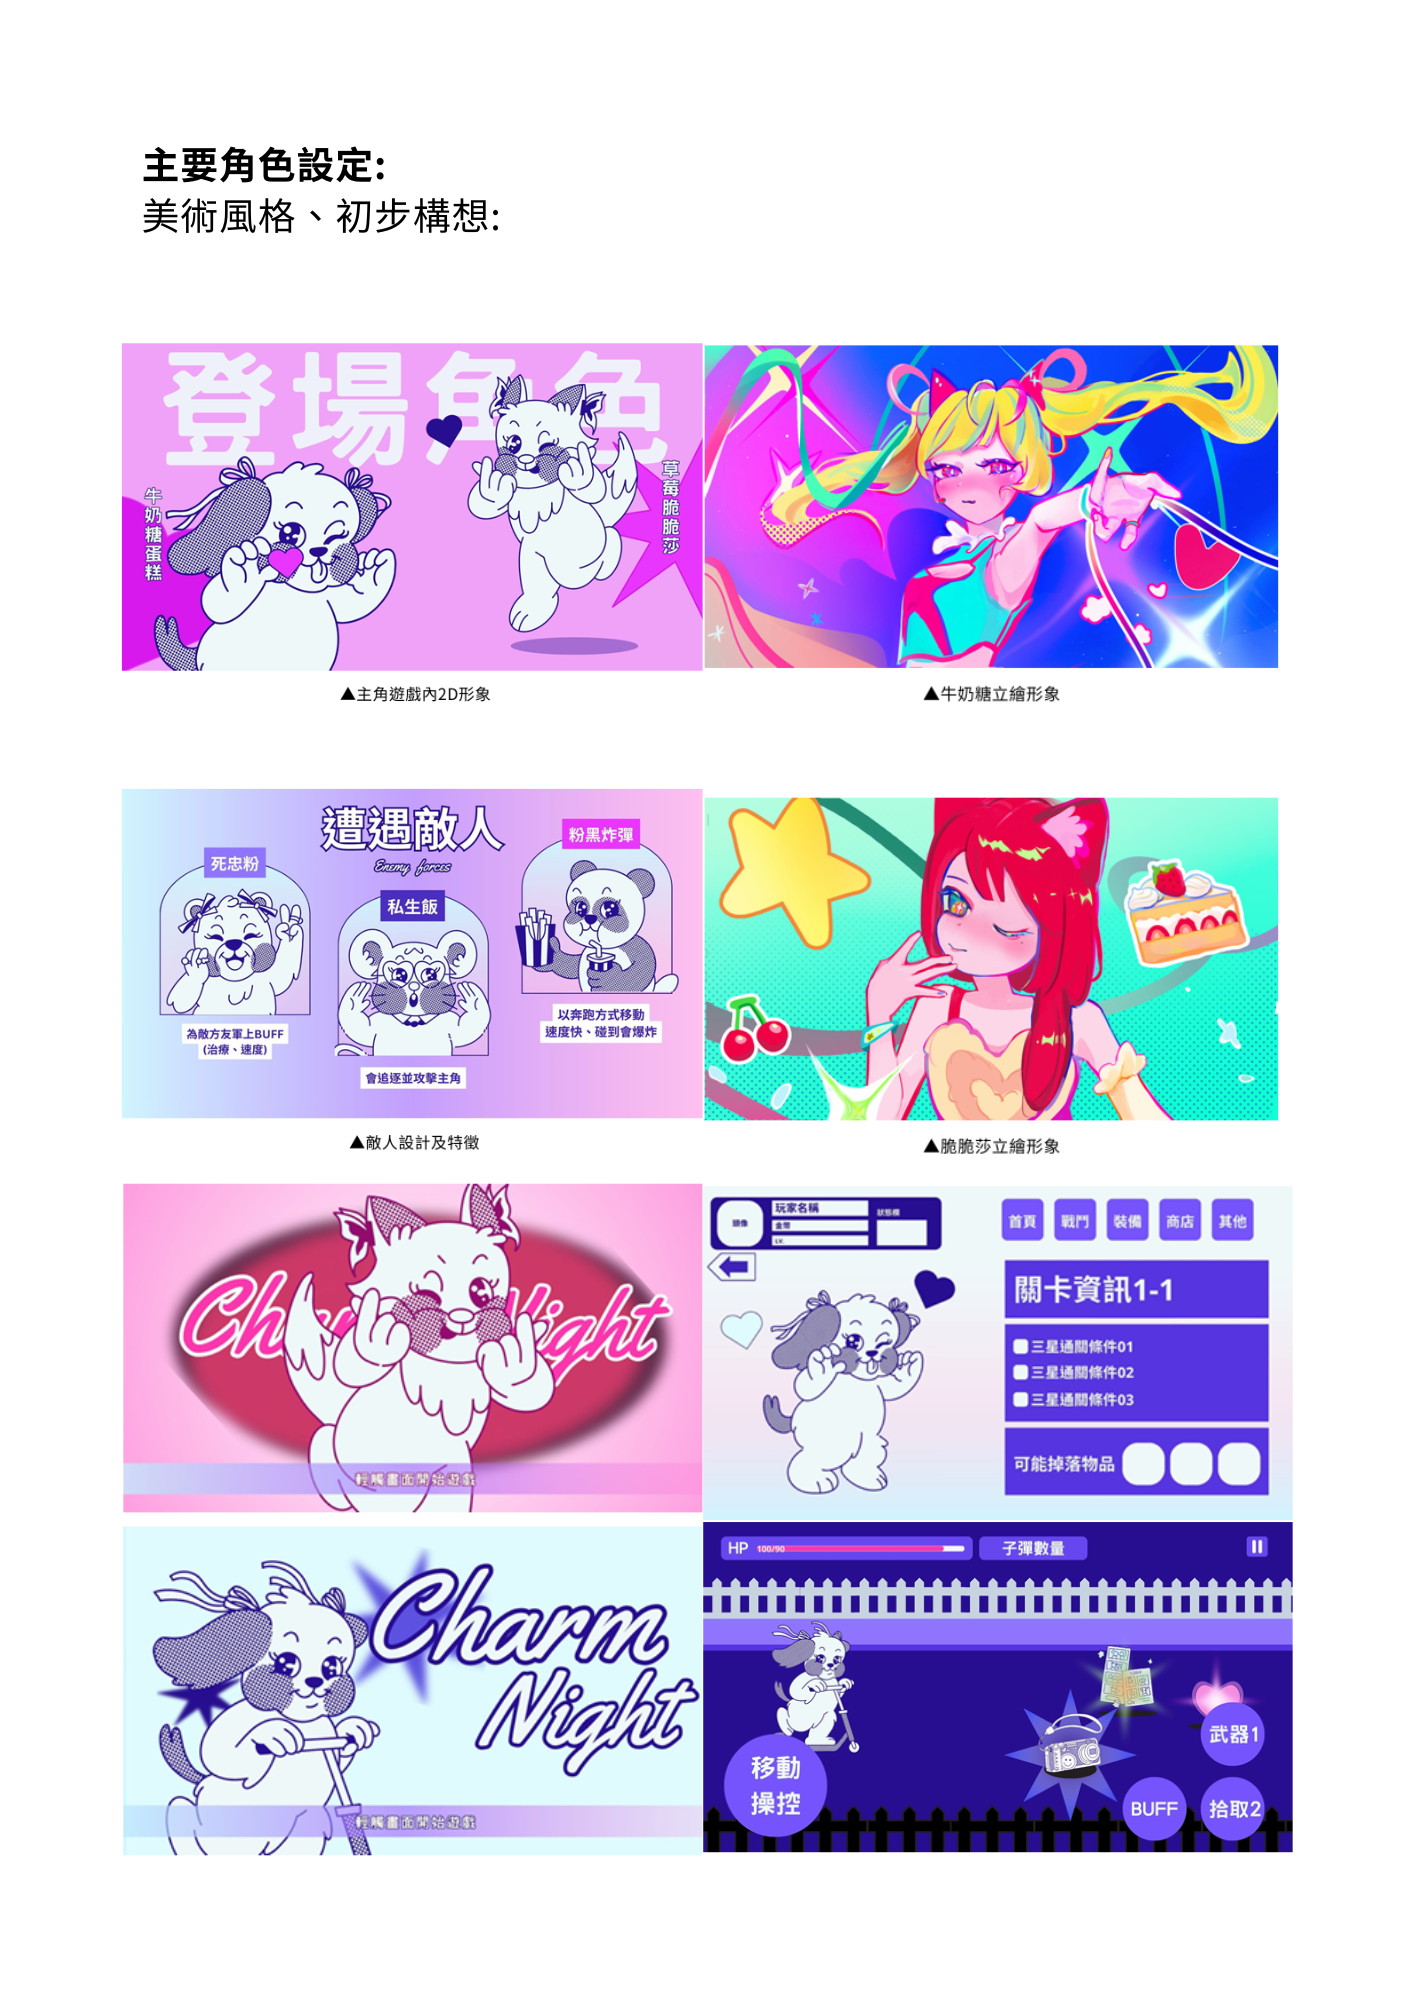 主要角色設定:
美術風格、初步構想:
登場角色
牛奶糖蛋糕
草莓脆脆莎
▲主角遊戲內2D形象
▲牛奶糖立繪形象
遭遇敵人
Enemy forces
死忠粉
私生飯
粉黑炸彈
為敵方友軍上BUFF
(治療、速度)
會追逐並攻擊主角
以奔跑方式移動
速度快、碰到會爆炸
▲敵人設計及特徵
▲脆脆莎立繪形象
Charm Night
輕觸畫面開始遊戲
頭像
玩家名稱
金幣
LV.
狀態欄
首頁
戰鬥
裝備
商店
其他
關卡資訊1-1
三星通關條件01
三星通關條件02
三星通關條件03
可能掉落物品
Charm
Night
輕觸畫面開始遊戲
HP 100/90
子彈數量
移動
操控
武器1
BUFF
拾取2